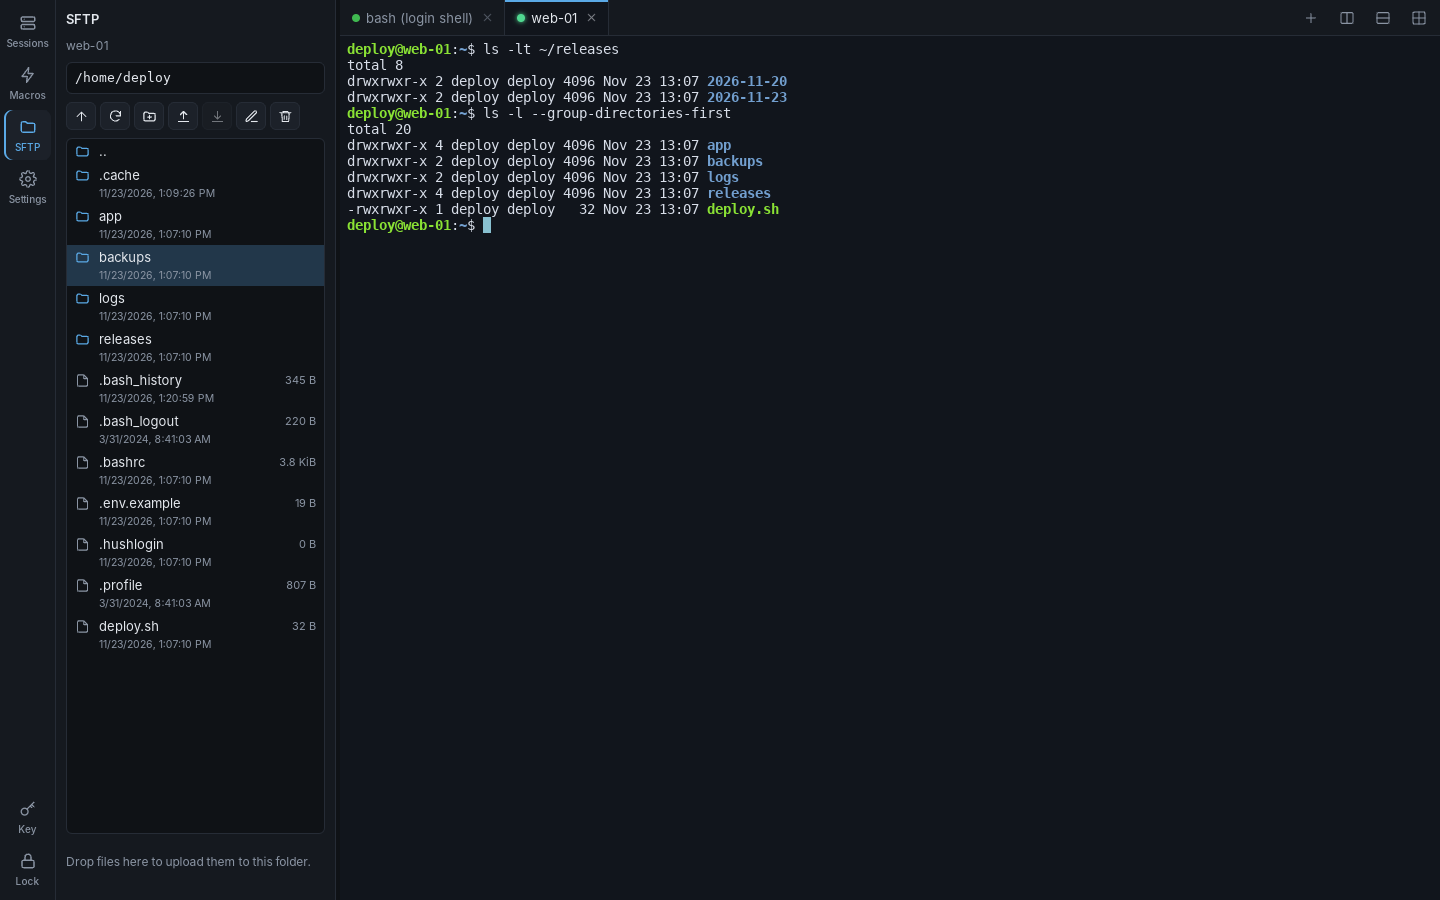 Sessions
Macros
SFTP
Settings
Key
Lock
SFTP
web-01
/home/deploy
..
.cache
11/23/2026, 1:09:26 PM
app
11/23/2026, 1:07:10 PM
backups
11/23/2026, 1:07:10 PM
logs
11/23/2026, 1:07:10 PM
releases
11/23/2026, 1:07:10 PM
.bash_history 345 B
11/23/2026, 1:20:59 PM
.bash_logout 220 B
3/31/2024, 8:41:03 AM
.bashrc 3.8 KiB
11/23/2026, 1:07:10 PM
.env.example 19 B
11/23/2026, 1:07:10 PM
.hushlogin 0 B
11/23/2026, 1:07:10 PM
.profile 807 B
3/31/2024, 8:41:03 AM
deploy.sh 32 B
11/23/2026, 1:07:10 PM
Drop files here to upload them to this folder.
bash (login shell)
web-01
deploy@web-01:~$ ls -lt ~/releases
total 8
drwxrwxr-x 2 deploy deploy 4096 Nov 23 13:07 2026-11-20
drwxrwxr-x 2 deploy deploy 4096 Nov 23 13:07 2026-11-23
deploy@web-01:~$ ls -l --group-directories-first
total 20
drwxrwxr-x 4 deploy deploy 4096 Nov 23 13:07 app
drwxrwxr-x 2 deploy deploy 4096 Nov 23 13:07 backups
drwxrwxr-x 2 deploy deploy 4096 Nov 23 13:07 logs
drwxrwxr-x 4 deploy deploy 4096 Nov 23 13:07 releases
-rwxrwxr-x 1 deploy deploy   32 Nov 23 13:07 deploy.sh
deploy@web-01:~$